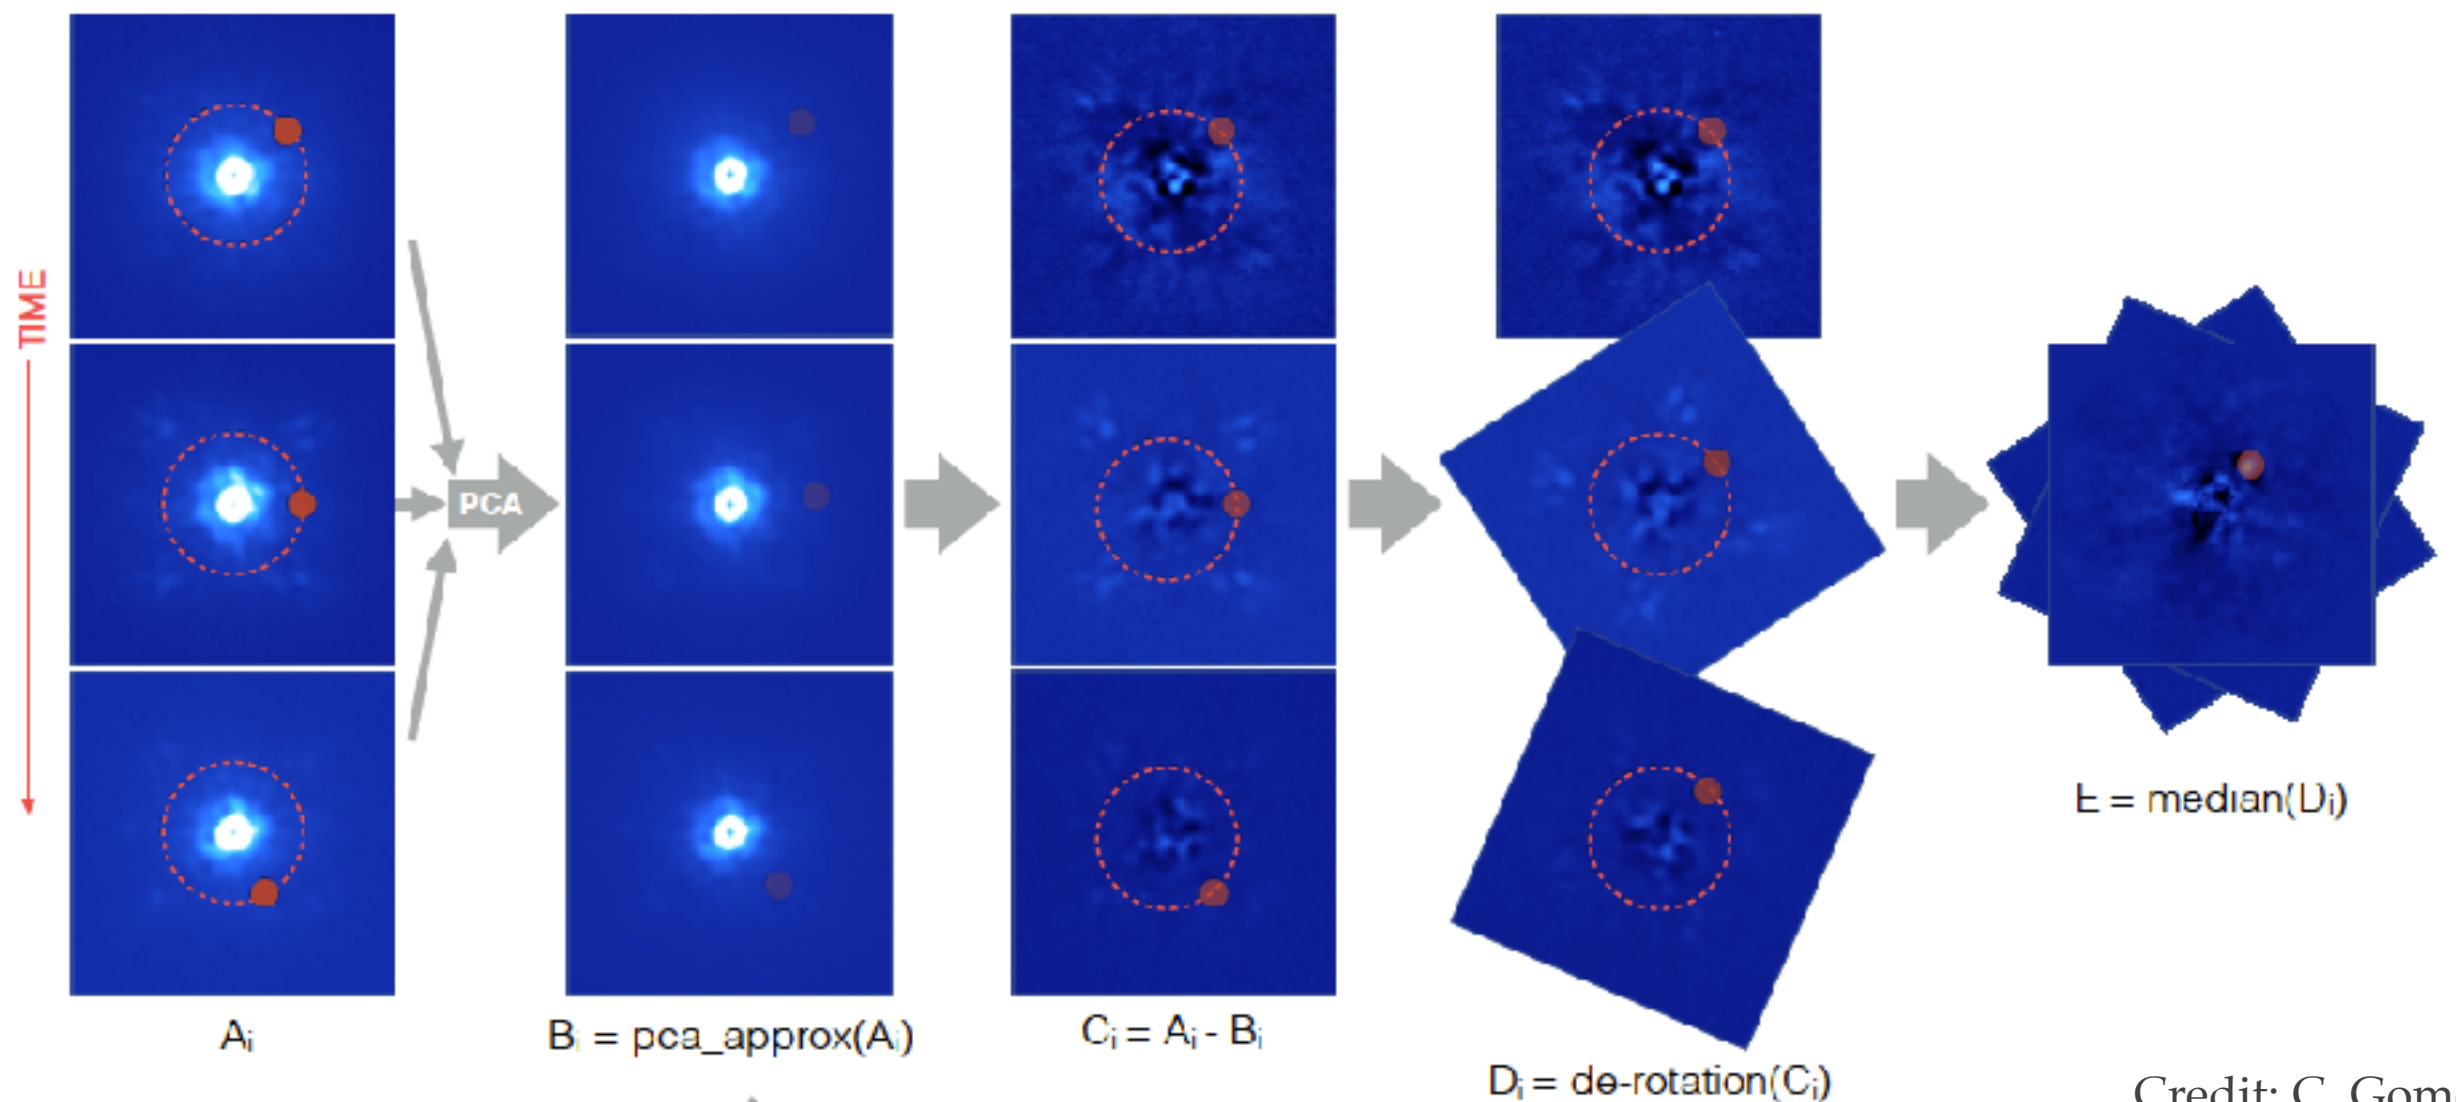 TIME
PCA
Aᵢ
Bᵢ = pca_approx(Aᵢ)
Cᵢ = Aᵢ - Bᵢ
Dᵢ = de-rotation(Cᵢ)
E = median(Dᵢ)
Credit: C. Gom